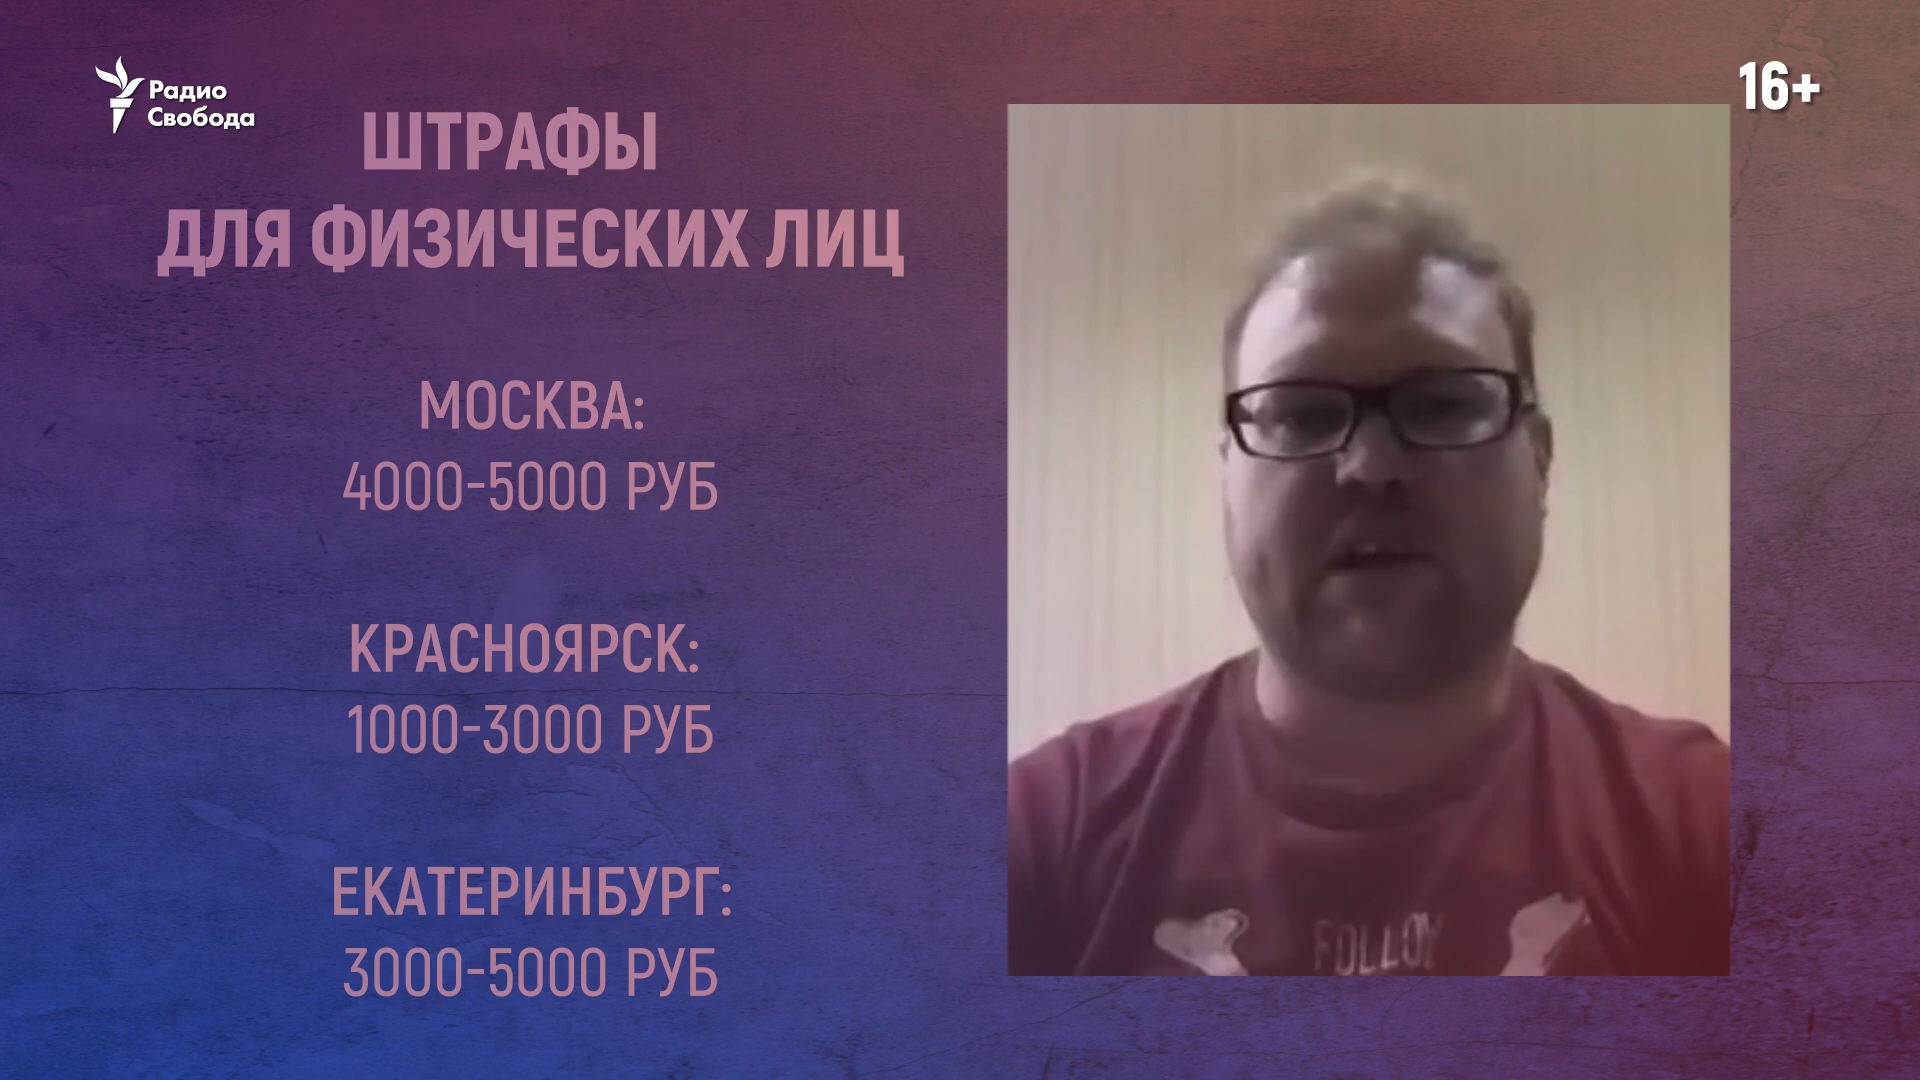 Радио
Свобода
16+
ШТРАФЫ
ДЛЯ ФИЗИЧЕСКИХ ЛИЦ
МОСКВА:
4000-5000 РУБ
КРАСНОЯРСК:
1000-3000 РУБ
ЕКАТЕРИНБУРГ:
3000-5000 РУБ
FOLLOW